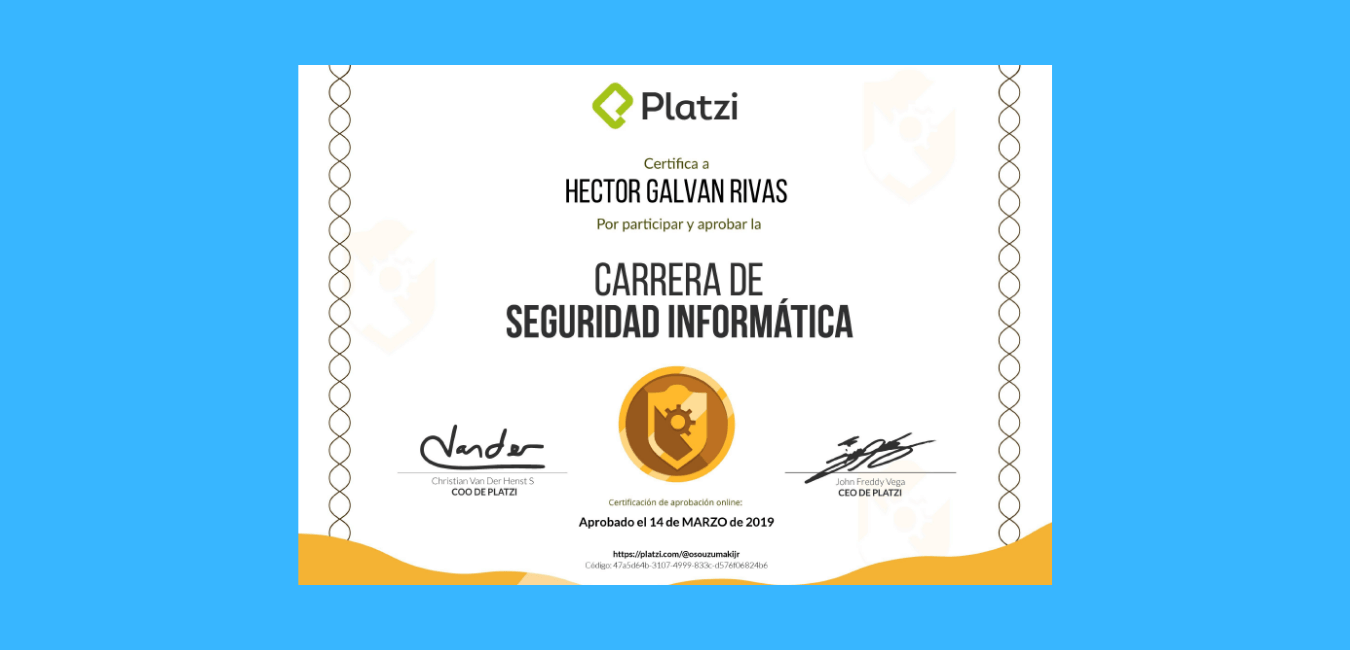 Platzi
Certifica a
HECTOR GALVAN RIVAS
Por participar y aprobar la
CARRERA DE
SEGURIDAD INFORMÁTICA
Vander
Christian Van Der Henst S
COO DE PLATZI
John Freddy Vega
CEO DE PLATZI
Certificación de aprobación online:
Aprobado el 14 de MARZO de 2019
https://platzi.com/@osouzumakijr
Código: 47a5d64b-3107-4999-833c-d576f06824b6